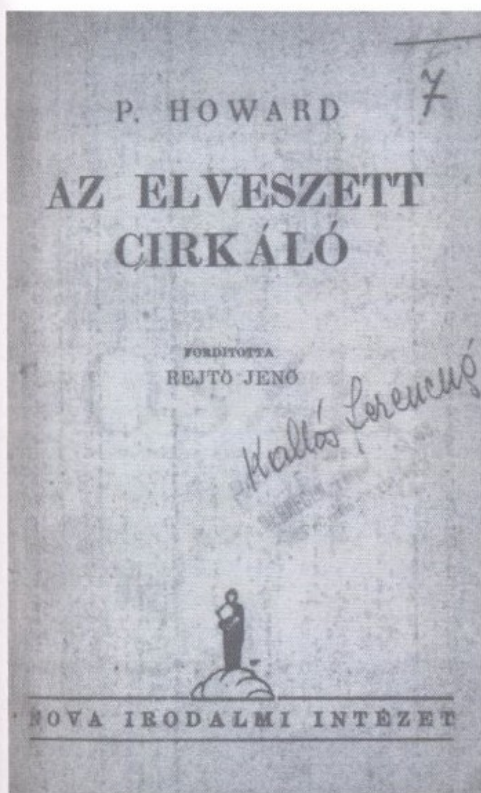 7
P. HOWARD
AZ ELVESZETT
CIRKÁLÓ
FORDITOTTA
REJTŐ JENŐ
Kallós Ferencné
NOVA IRODALMI INTÉZET